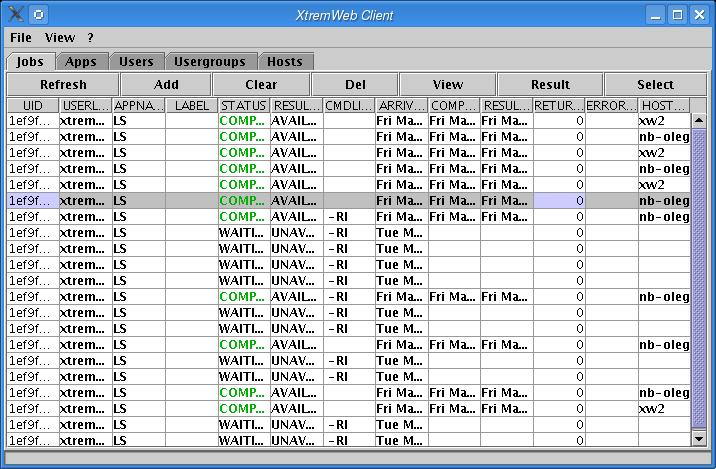 XtremWeb Client
File View ?
Jobs Apps Users Usergroups Hosts
Refresh Add Clear Del View Result Select
UID USERL... APPNA... LABEL STATUS RESUL... CMDLI... ARRIV... COMP... RESUL... RETUR... ERROR... HOST...
1ef9f... xtrem... LS COMP... AVAIL... Fri Ma... Fri Ma... Fri Ma... 0 xw2
1ef9f... xtrem... LS COMP... AVAIL... Fri Ma... Fri Ma... Fri Ma... 0 nb-oleg
1ef9f... xtrem... LS COMP... AVAIL... Fri Ma... Fri Ma... Fri Ma... 0 xw2
1ef9f... xtrem... LS COMP... AVAIL... Fri Ma... Fri Ma... Fri Ma... 0 nb-oleg
1ef9f... xtrem... LS COMP... AVAIL... Fri Ma... Fri Ma... Fri Ma... 0 xw2
1ef9f... xtrem... LS COMP... AVAIL... Fri Ma... Fri Ma... Fri Ma... 0 nb-oleg
1ef9f... xtrem... LS COMP... AVAIL... -RI Fri Ma... Fri Ma... Fri Ma... 0 nb-oleg
1ef9f... xtrem... LS WAITI... UNAV... -RI Tue M... 0
1ef9f... xtrem... LS WAITI... UNAV... -RI Tue M... 0
1ef9f... xtrem... LS WAITI... UNAV... -RI Tue M... 0
1ef9f... xtrem... LS WAITI... UNAV... -RI Tue M... 0
1ef9f... xtrem... LS COMP... AVAIL... -RI Fri Ma... Fri Ma... Fri Ma... 0 nb-oleg
1ef9f... xtrem... LS WAITI... UNAV... -RI Tue M... 0
1ef9f... xtrem... LS WAITI... UNAV... -RI Tue M... 0
1ef9f... xtrem... LS COMP... AVAIL... -RI Fri Ma... Fri Ma... Fri Ma... 0 nb-oleg
1ef9f... xtrem... LS WAITI... UNAV... -RI Tue M... 0
1ef9f... xtrem... LS WAITI... UNAV... -RI Tue M... 0
1ef9f... xtrem... LS COMP... AVAIL... Fri Ma... Fri Ma... Fri Ma... 0 nb-oleg
1ef9f... xtrem... LS COMP... AVAIL... Fri Ma... Fri Ma... Fri Ma... 0 xw2
1ef9f... xtrem... LS WAITI... UNAV... -RI Tue M... 0
1ef9f... xtrem... LS WAITI... UNAV... -RI Tue M... 0